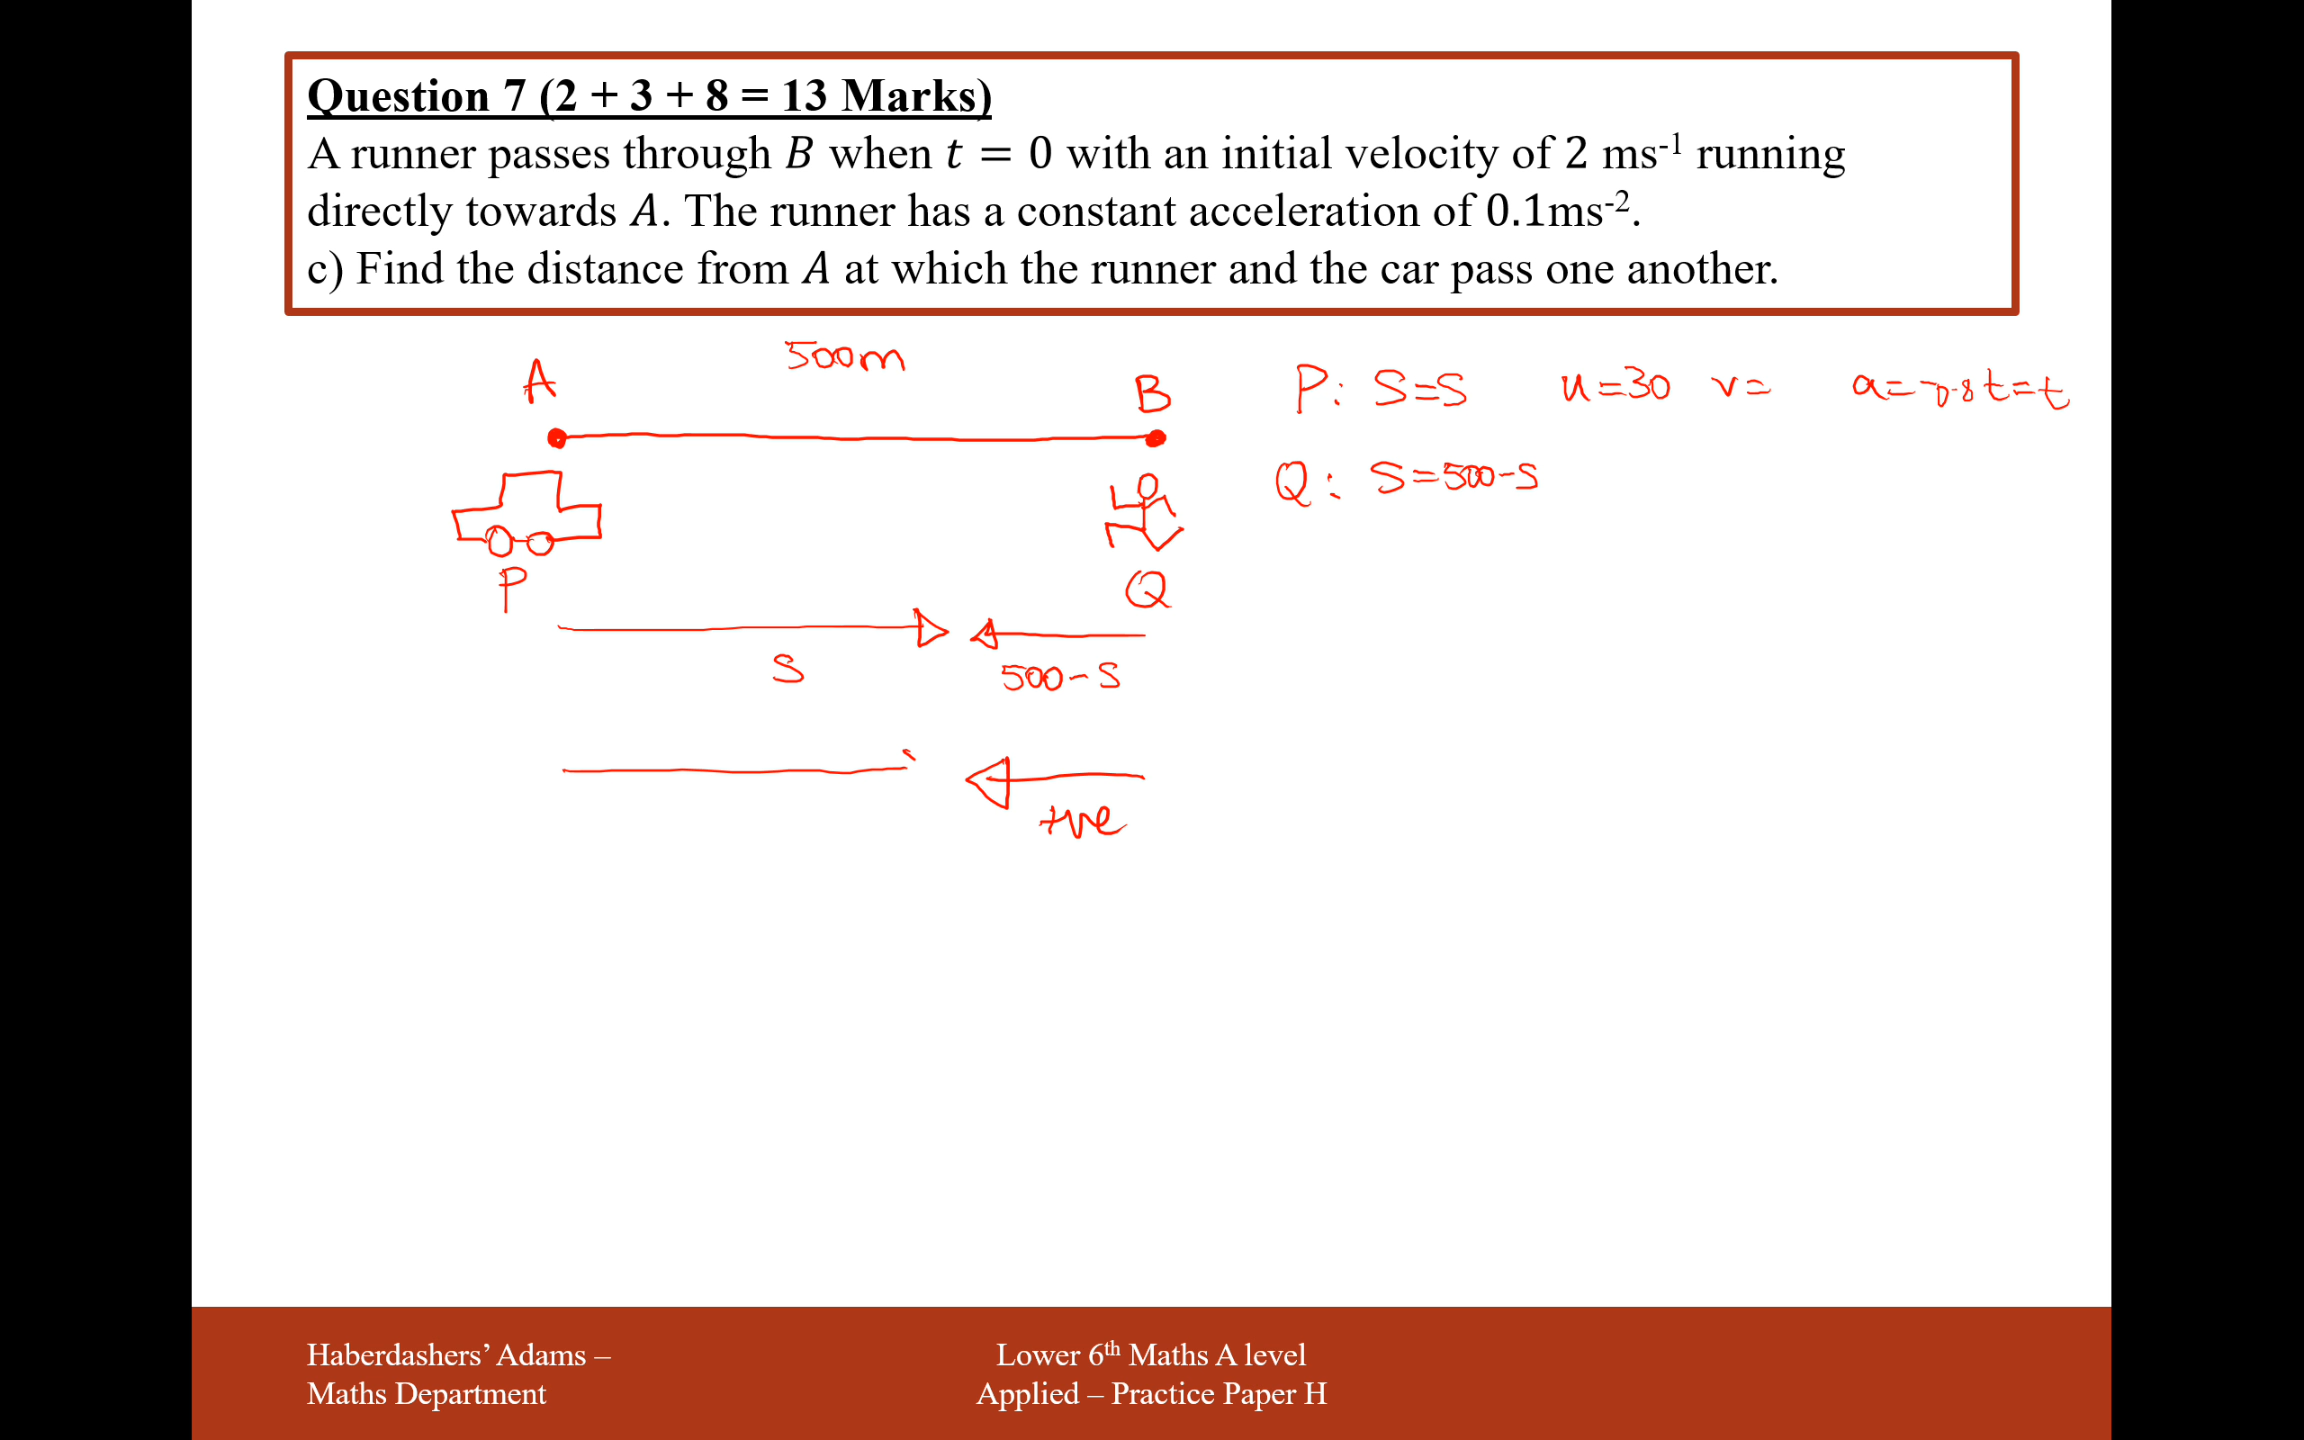 Question 7 (2 + 3 + 8 = 13 Marks)
A runner passes through B when t = 0 with an initial velocity of 2 ms⁻¹ running
directly towards A. The runner has a constant acceleration of 0.1ms⁻².
c) Find the distance from A at which the runner and the car pass one another.
500m
A
B
P: S=S u=30 v= a=-0.8 t=t
Q: S=500-S
P
Q
S
500-S
+ve
Haberdashers’ Adams –
Maths Department
Lower 6ᵗʰ Maths A level
Applied – Practice Paper H